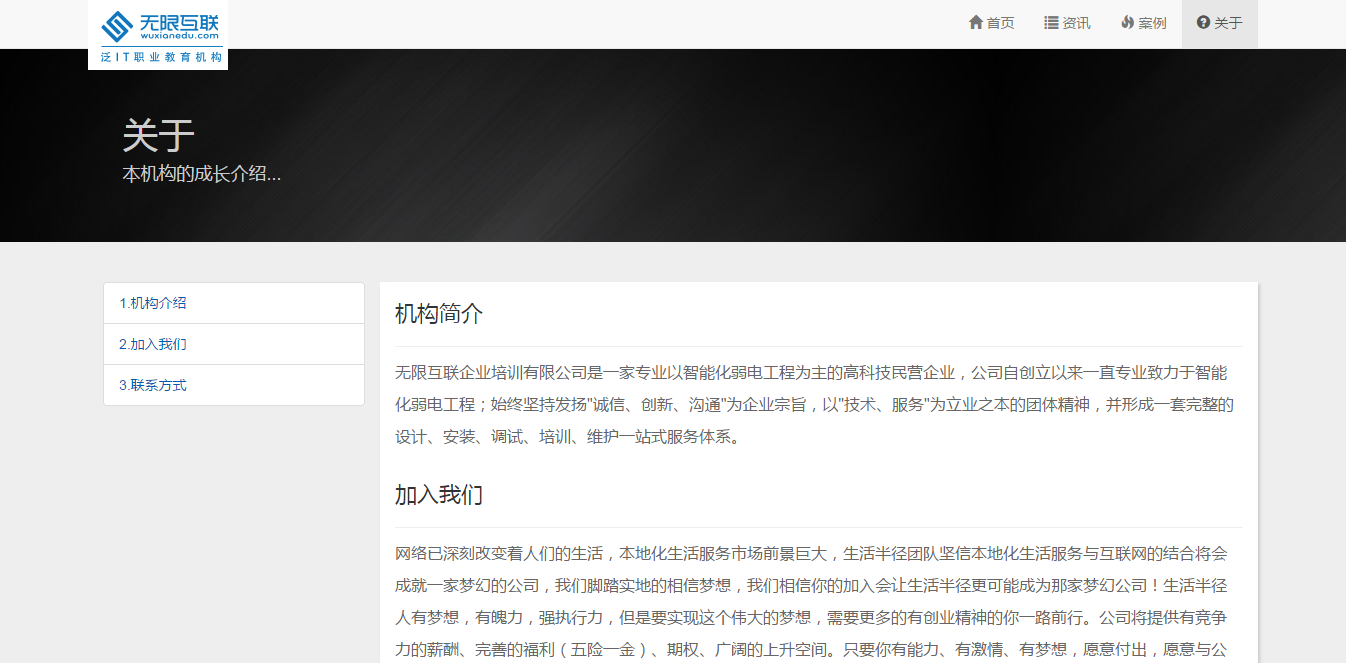 无限互联
wuxianedu.com
泛IT职业教育机构
首页
资讯
案例
关于
关于
本机构的成长介绍...
1.机构介绍
2.加入我们
3.联系方式
机构简介
无限互联企业培训有限公司是一家专业以智能化弱电工程为主的高科技民营企业，公司自创立以来一直专业致力于智能
化弱电工程；始终坚持发扬"诚信、创新、沟通"为企业宗旨，以"技术、服务"为立业之本的团体精神，并形成一套完整的
设计、安装、调试、培训、维护一站式服务体系。
加入我们
网络已深刻改变着人们的生活，本地化生活服务市场前景巨大，生活半径团队坚信本地化生活服务与互联网的结合将会
成就一家梦幻的公司，我们脚踏实地的相信梦想，我们相信你的加入会让生活半径更可能成为那家梦幻公司！生活半径
人有梦想，有魄力，强执行力，但是要实现这个伟大的梦想，需要更多的有创业精神的你一路前行。公司将提供有竞争
力的薪酬、完善的福利（五险一金）、期权、广阔的上升空间。只要你有能力、有激情、有梦想，愿意付出，愿意与公